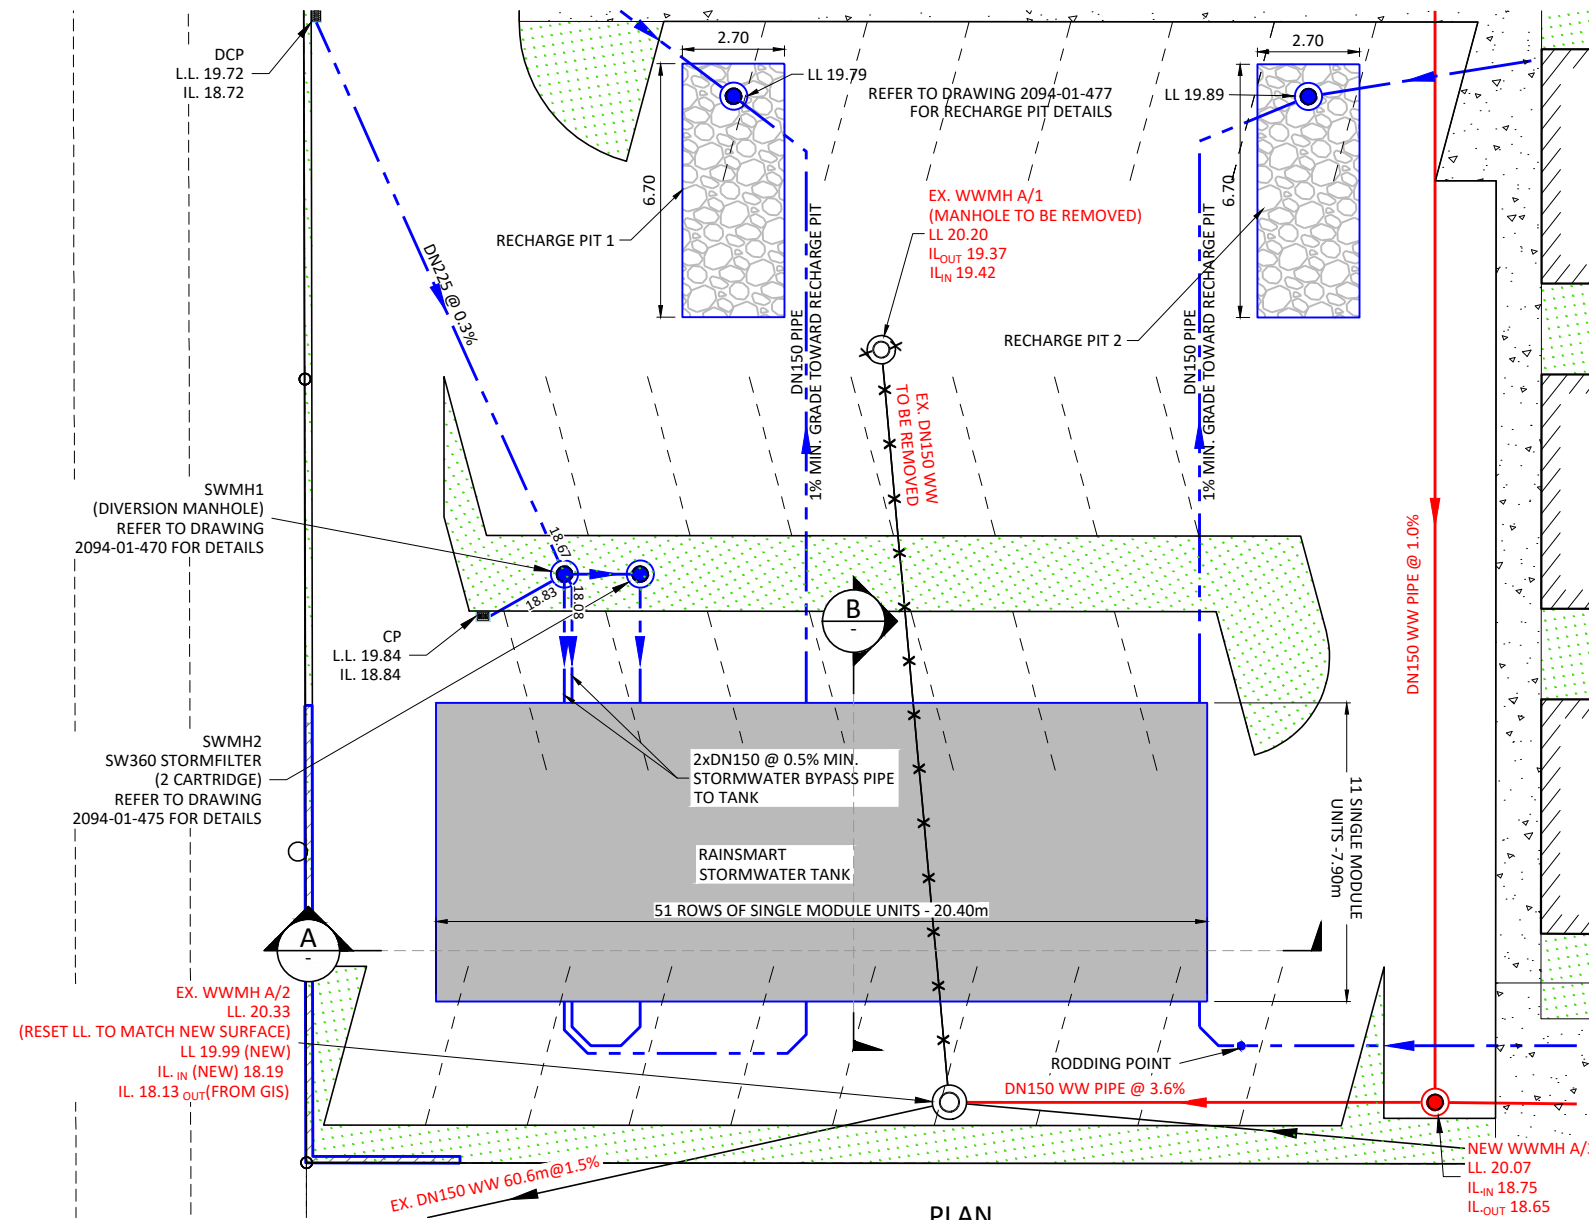 DCP
L.L. 19.72
IL. 18.72
2.70
LL 19.79
REFER TO DRAWING 2094-01-477
FOR RECHARGE PIT DETAILS
2.70
LL 19.89
6.70
6.70
RECHARGE PIT 1
EX. WWMH A/1
(MANHOLE TO BE REMOVED)
LL 20.20
ILOUT 19.37
ILIN 19.42
RECHARGE PIT 2
DN225 @ 0.3%
DN150 PIPE
1% MIN. GRADE TOWARD RECHARGE PIT
EX. DN150 WW
TO BE REMOVED
DN150 PIPE
1% MIN. GRADE TOWARD RECHARGE PIT
DN150 WW PIPE @ 1.0%
SWMH1
(DIVERSION MANHOLE)
REFER TO DRAWING
2094-01-470 FOR DETAILS
18.67
18.83
18.08
CP
L.L. 19.84
IL. 18.84
B
-
SWMH2
SW360 STORMFILTER
(2 CARTRIDGE)
REFER TO DRAWING
2094-01-475 FOR DETAILS
2xDN150 @ 0.5% MIN.
STORMWATER BYPASS PIPE
TO TANK
11 SINGLE MODULE
UNITS -7.90m
RAINSMART
STORMWATER TANK
51 ROWS OF SINGLE MODULE UNITS - 20.40m
A
-
EX. WWMH A/2
LL. 20.33
(RESET LL. TO MATCH NEW SURFACE)
LL 19.99 (NEW)
IL. IN (NEW) 18.19
IL. 18.13 OUT(FROM GIS)
RODDING POINT
DN150 WW PIPE @ 3.6%
EX. DN150 WW 60.6m@1.5%
NEW WWMH A/
LL. 20.07
IL.IN 18.75
IL.OUT 18.65
PLAN